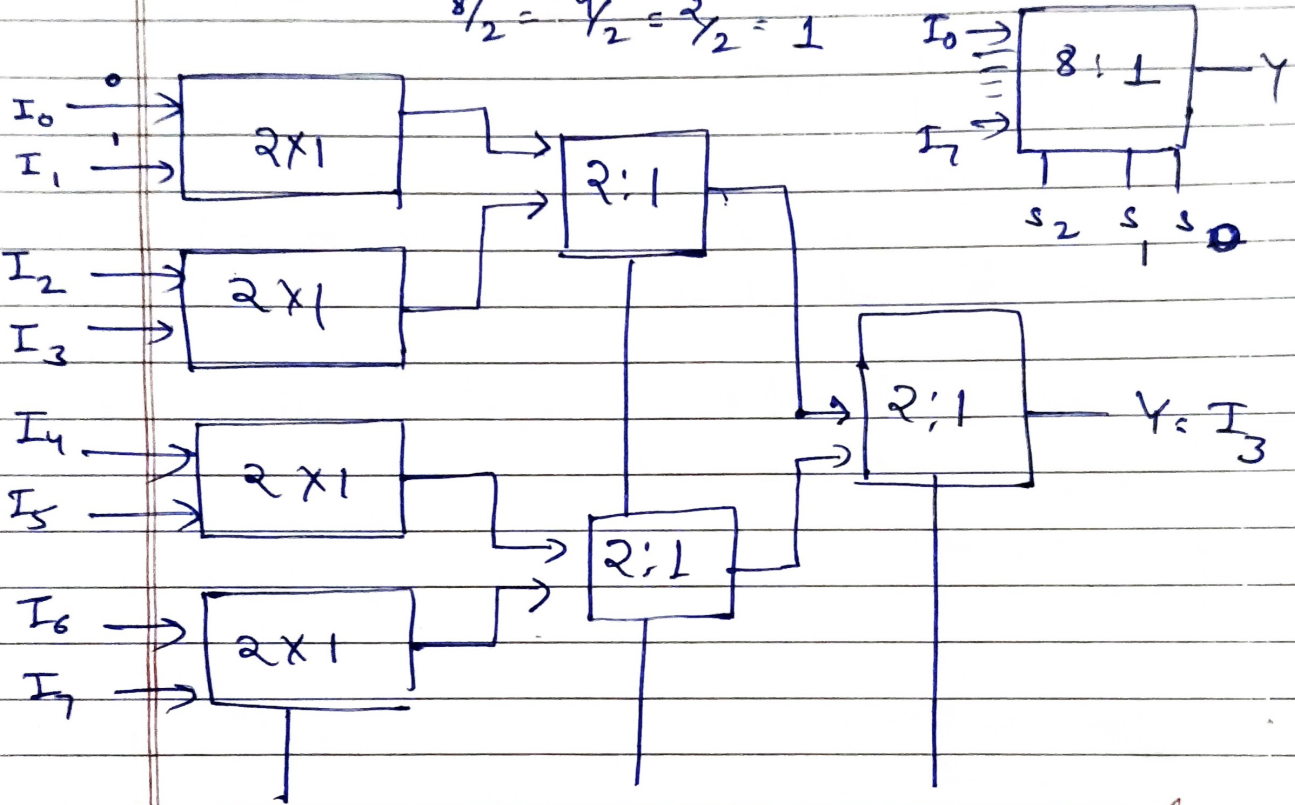 8/2 = 4/2 = 2/2 = 1
I0
8:1
Y
I7
S2 S1 S0
0
I0
1
I1
2X1
2:1
I2
I3
2X1
I4
I5
2X1
2:1
Y = I3
2:1
I6
I7
2X1